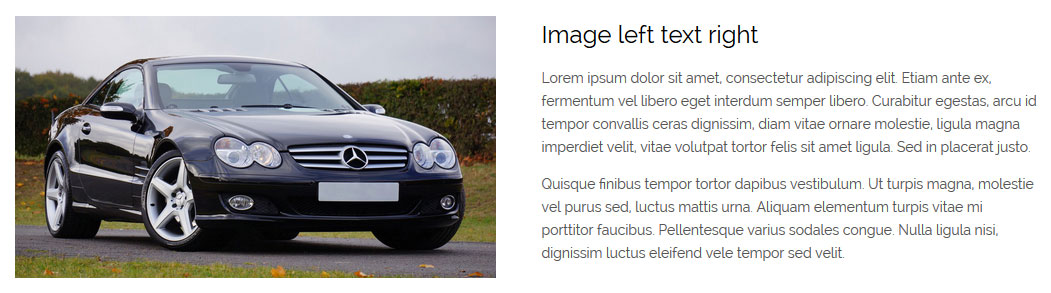 Image left text right
Lorem ipsum dolor sit amet, consectetur adipiscing elit. Etiam ante ex,
fermentum vel libero eget interdum semper libero. Curabitur egestas, arcu id
tempor convallis ceras dignissim, diam vitae ornare molestie, ligula magna
imperdiet velit, vitae volutpat tortor felis sit amet ligula. Sed in placerat justo.
Quisque finibus tempor tortor dapibus vestibulum. Ut turpis magna, molestie
vel purus sed, luctus mattis urna. Aliquam elementum turpis vitae mi
porttitor faucibus. Pellentesque varius sodales congue. Nulla ligula nisi,
dignissim luctus eleifend vele tempor sed velit.